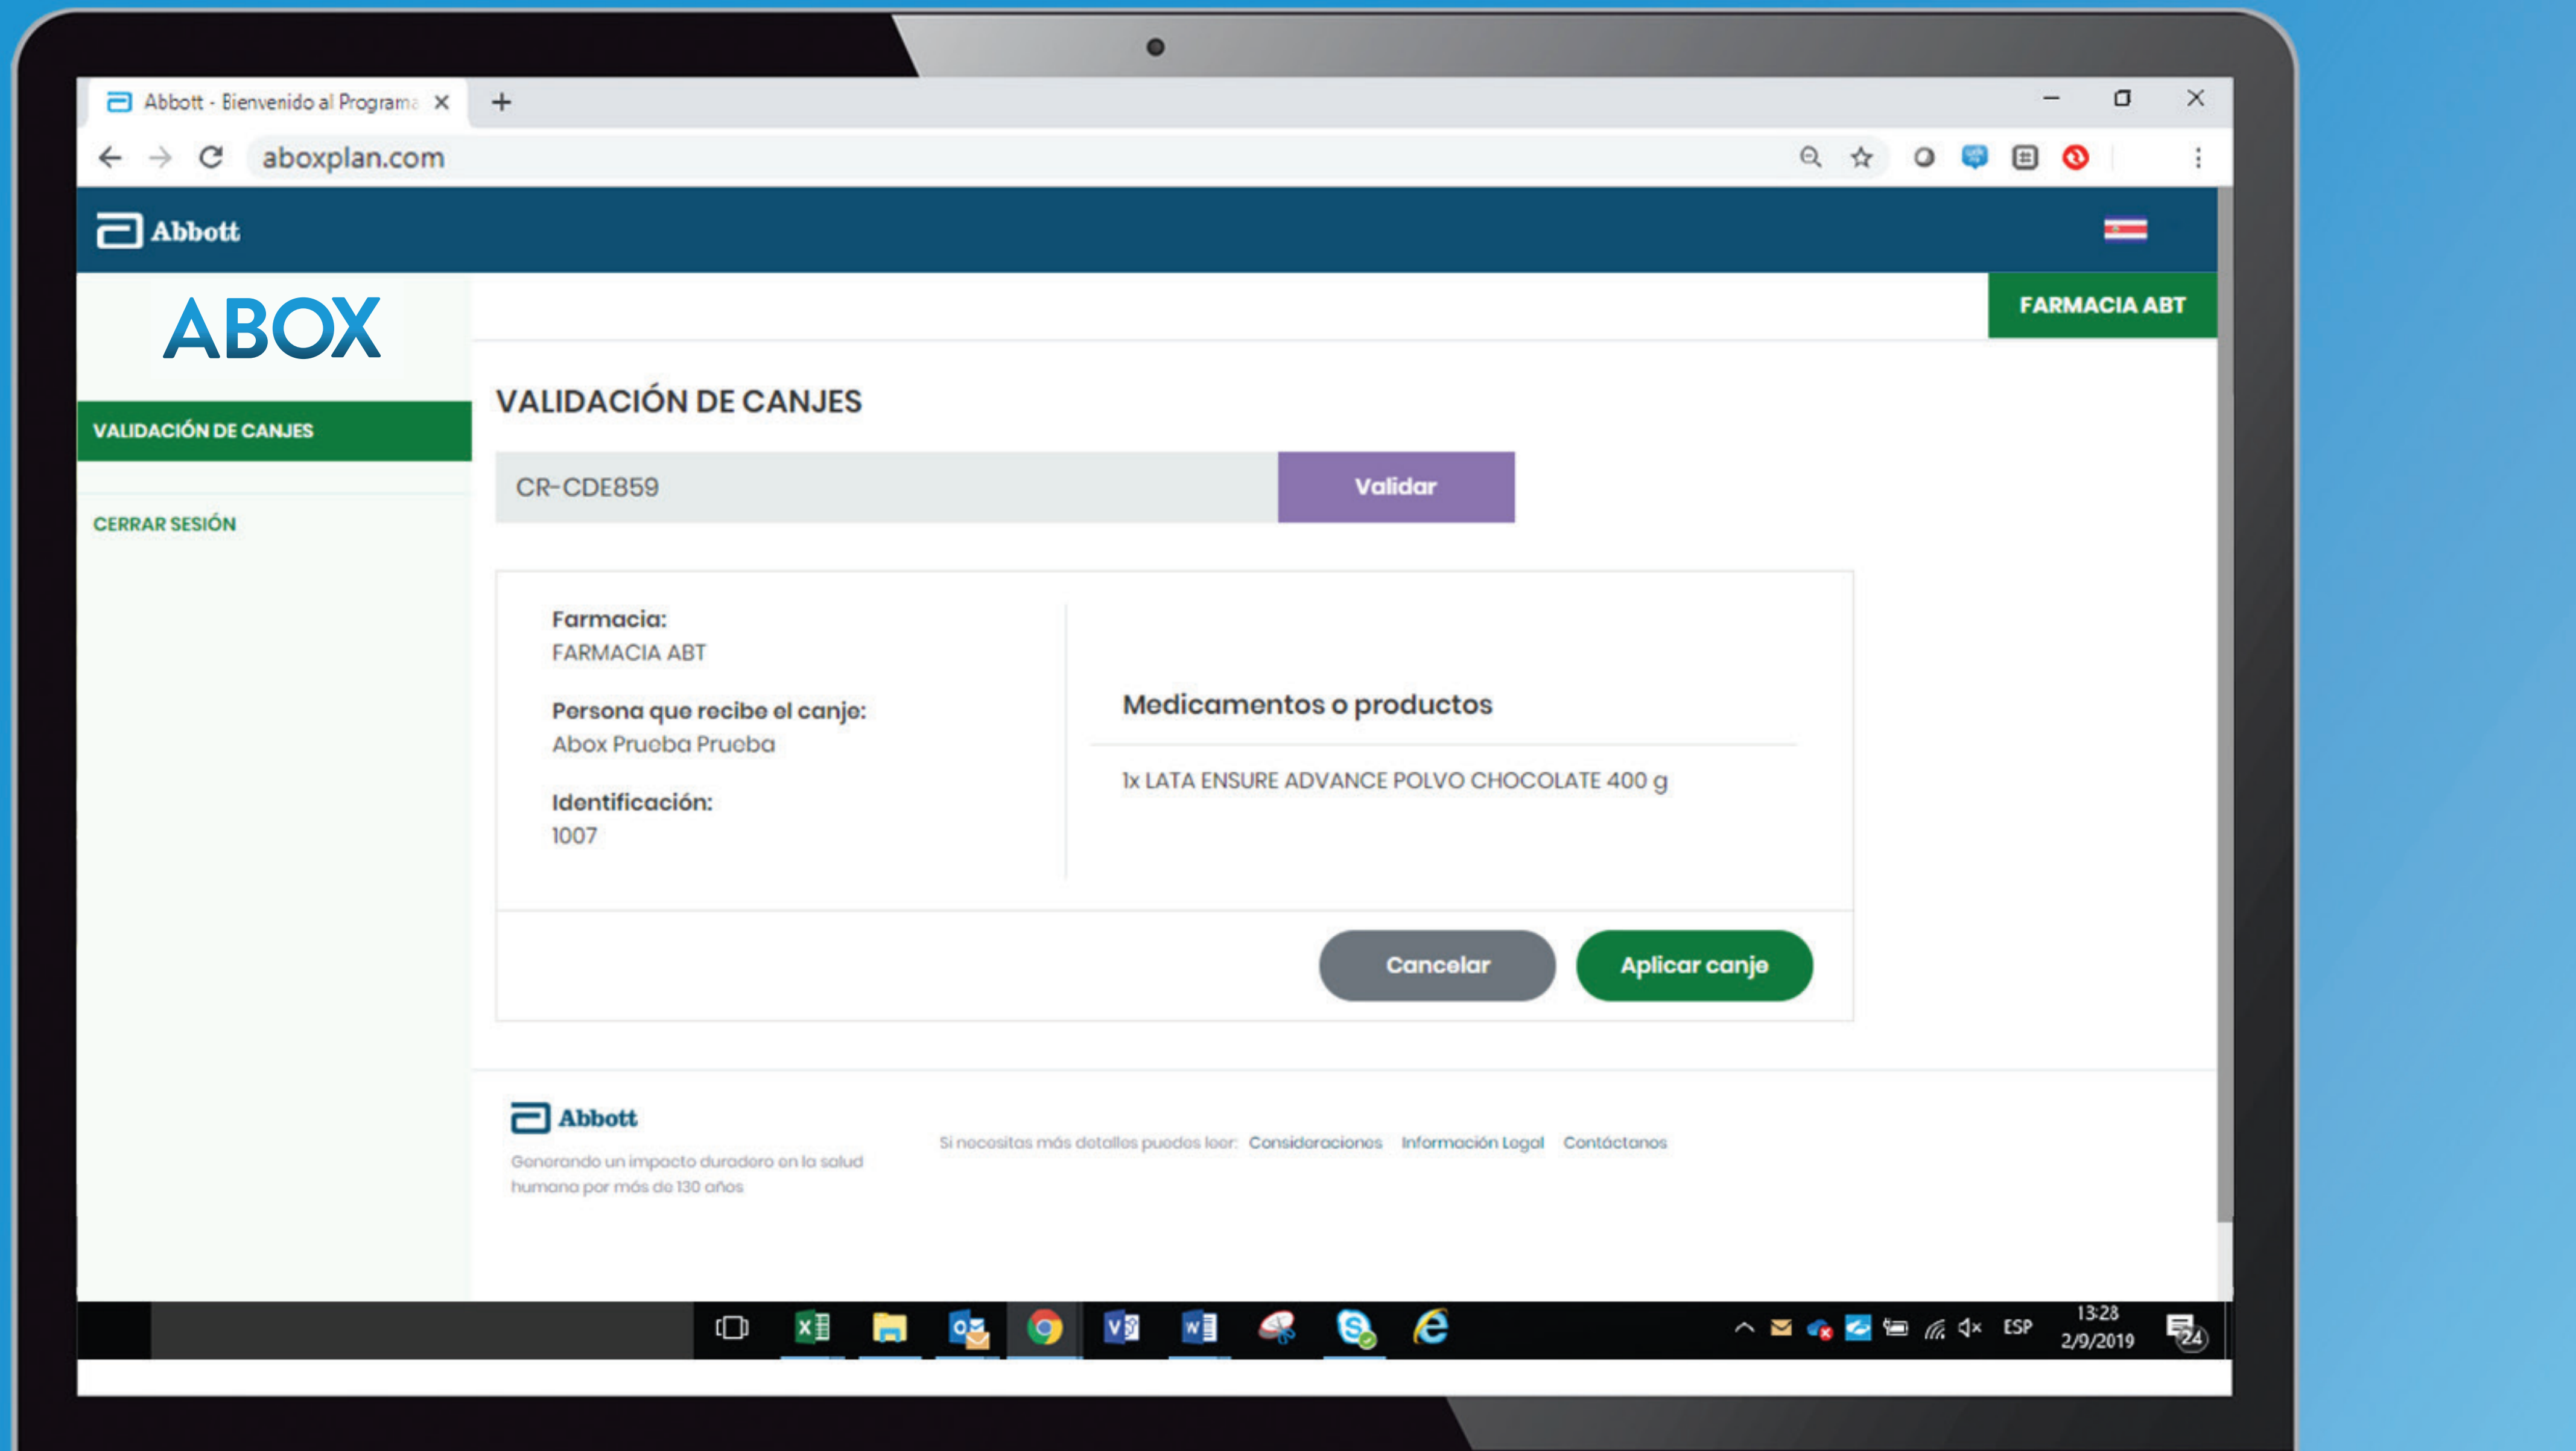 Abbott - Bienvenido al Programa
aboxplan.com
Abbott
ABOX
FARMACIA ABT
VALIDACIÓN DE CANJES
CERRAR SESIÓN
VALIDACIÓN DE CANJES
CR-CDE859
Validar
Farmacia:
FARMACIA ABT
Persona que recibe el canje:
Abox Prueba Prueba
Identificación:
1007
Medicamentos o productos
1x LATA ENSURE ADVANCE POLVO CHOCOLATE 400 g
Cancelar
Aplicar canje
Abbott
Generando un impacto duradero en la salud
humana por más de 130 años
Si necesitas más detalles puedes leer: Consideraciones Información Legal Contáctanos
ESP
13:28
2/9/2019
24